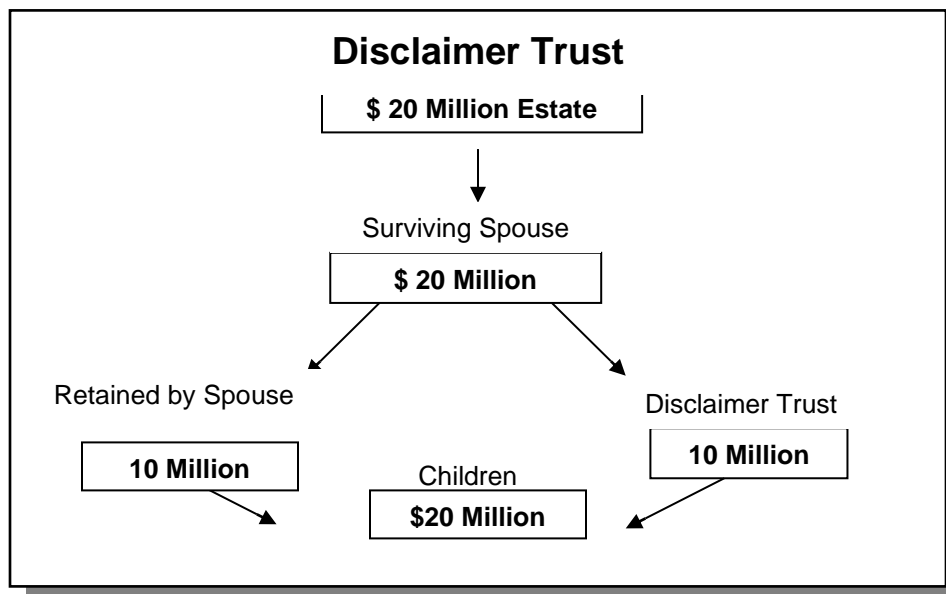 Disclaimer Trust
$ 20 Million Estate
Surviving Spouse
$ 20 Million
Retained by Spouse
10 Million
Disclaimer Trust
10 Million
Children
$20 Million